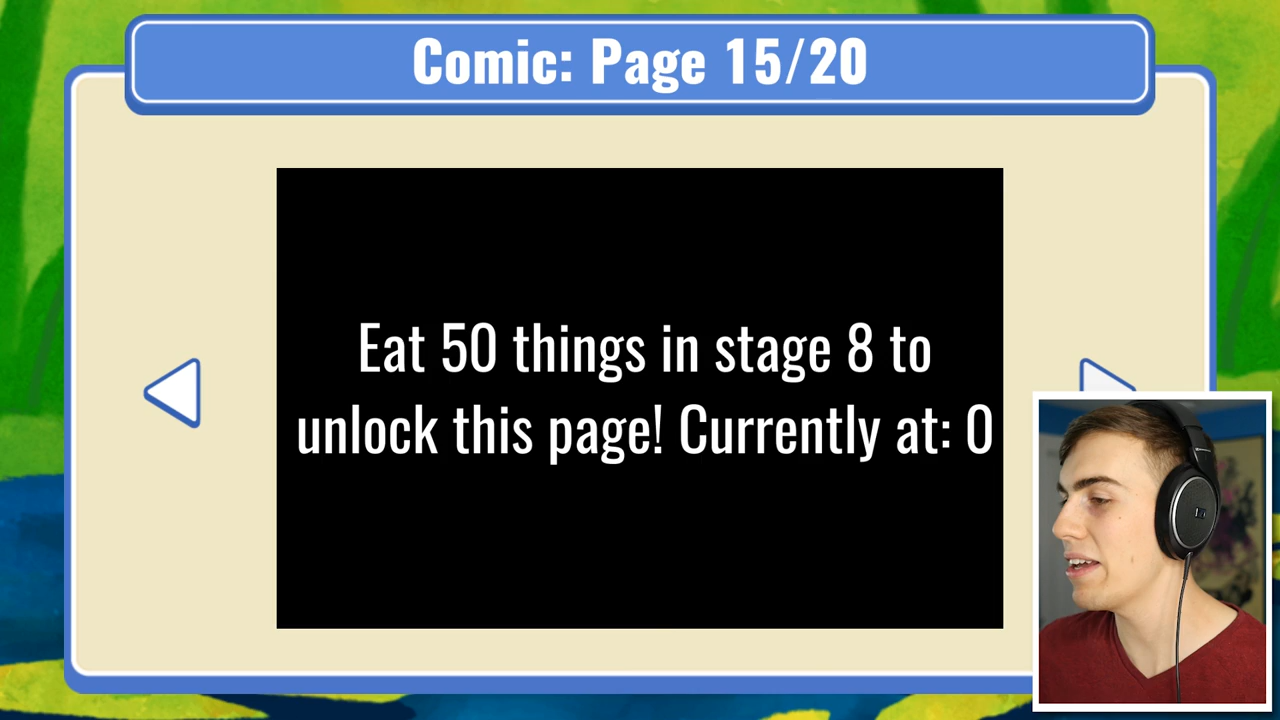 Comic: Page 15/20
Eat 50 things in stage 8 to
unlock this page! Currently at: 0